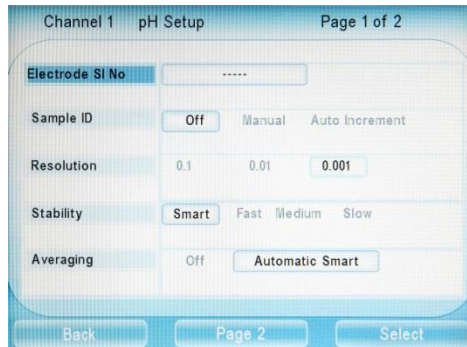 Channel 1 pH Setup Page 1 of 2
Electrode Sl No -----
Sample ID Off Manual Auto Increment
Resolution 0.1 0.01 0.001
Stability Smart Fast Medium Slow
Averaging Off Automatic Smart
Back Page 2 Select